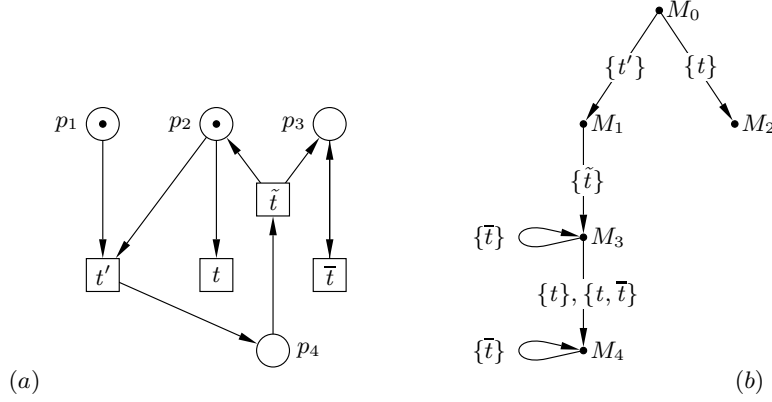 M₀
{t′} {t}
p₁ p₂ p₃
M₁ M₂
t̃
{t̃}
{t̅} M₃
t′ t t̅
{t}, {t, t̅}
p₄
{t̅} M₄
(a) (b)